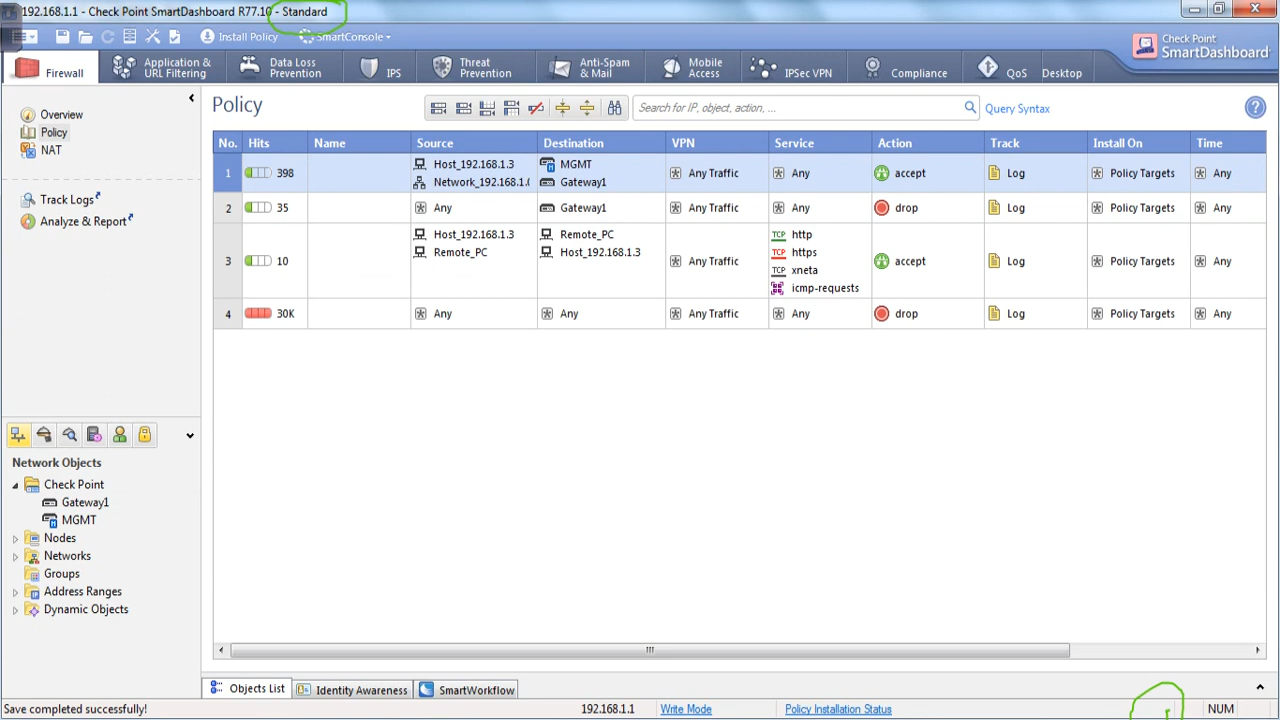 192.168.1.1 - Check Point SmartDashboard R77.10 - Standard
Install Policy
SmartConsole
Check Point
SmartDashboard
Firewall
Application &
URL Filtering
Data Loss
Prevention
IPS
Threat
Prevention
Anti-Spam
& Mail
Mobile
Access
IPSec VPN
Compliance
QoS
Desktop
Overview
Policy
NAT
Track Logs
Analyze & Report
Policy
Search for IP, object, action, ...
Query Syntax
No. Hits Name Source Destination VPN Service Action Track Install On Time
1 398 Host_192.168.1.3 MGMT Any Traffic Any accept Log Policy Targets Any
Network_192.168.1.0 Gateway1
2 35 Any Gateway1 Any Traffic Any drop Log Policy Targets Any
Host_192.168.1.3 Remote_PC http
Remote_PC Host_192.168.1.3 https
3 10 Any Traffic accept Log Policy Targets Any
xneta
icmp-requests
4 30K Any Any Any Traffic Any drop Log Policy Targets Any
Network Objects
Check Point
Gateway1
MGMT
Nodes
Networks
Groups
Address Ranges
Dynamic Objects
Objects List
Identity Awareness
SmartWorkflow
Save completed successfully!
192.168.1.1
Write Mode
Policy Installation Status
NUM